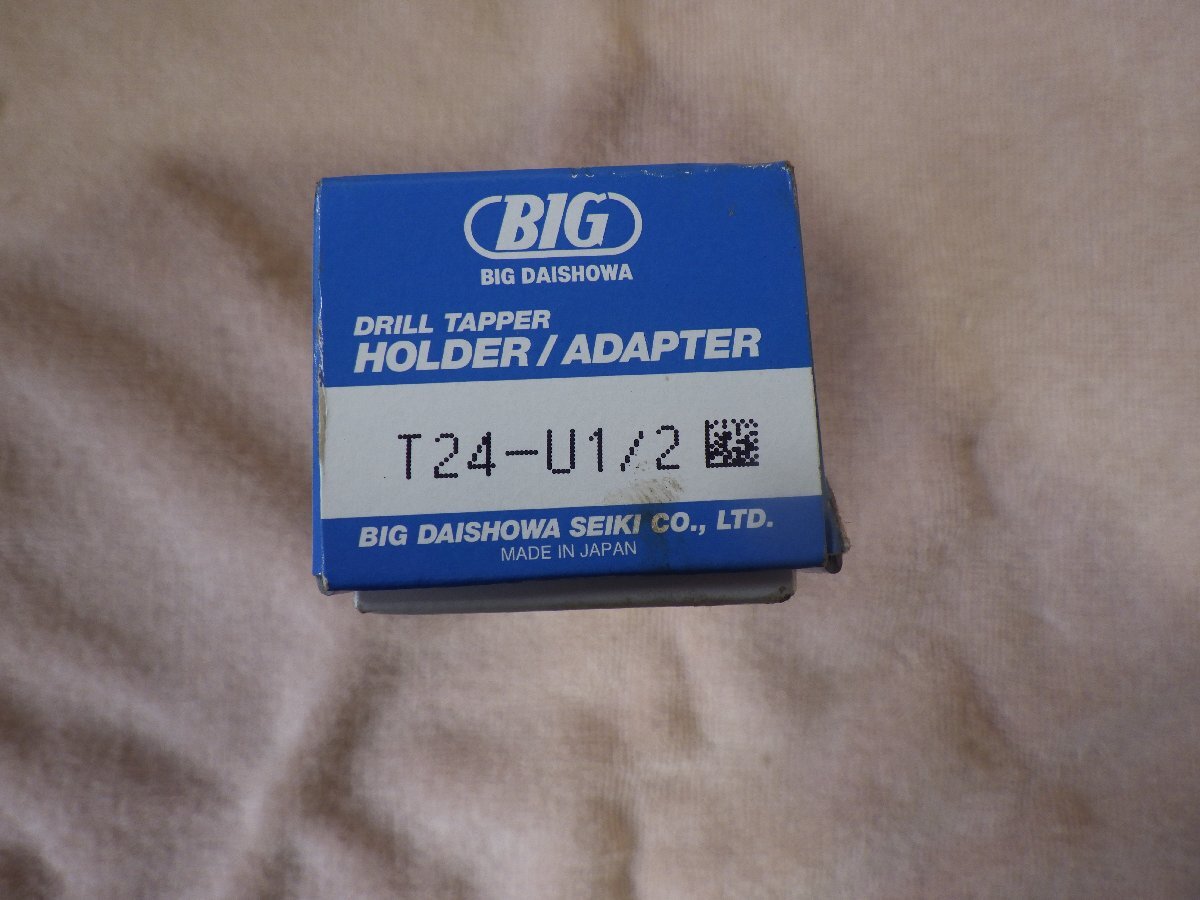 BIG
BIG DAISHOWA
DRILL TAPPER
HOLDER/ADAPTER
T24-U1/2
BIG DAISHOWA SEIKI CO., LTD.
MADE IN JAPAN